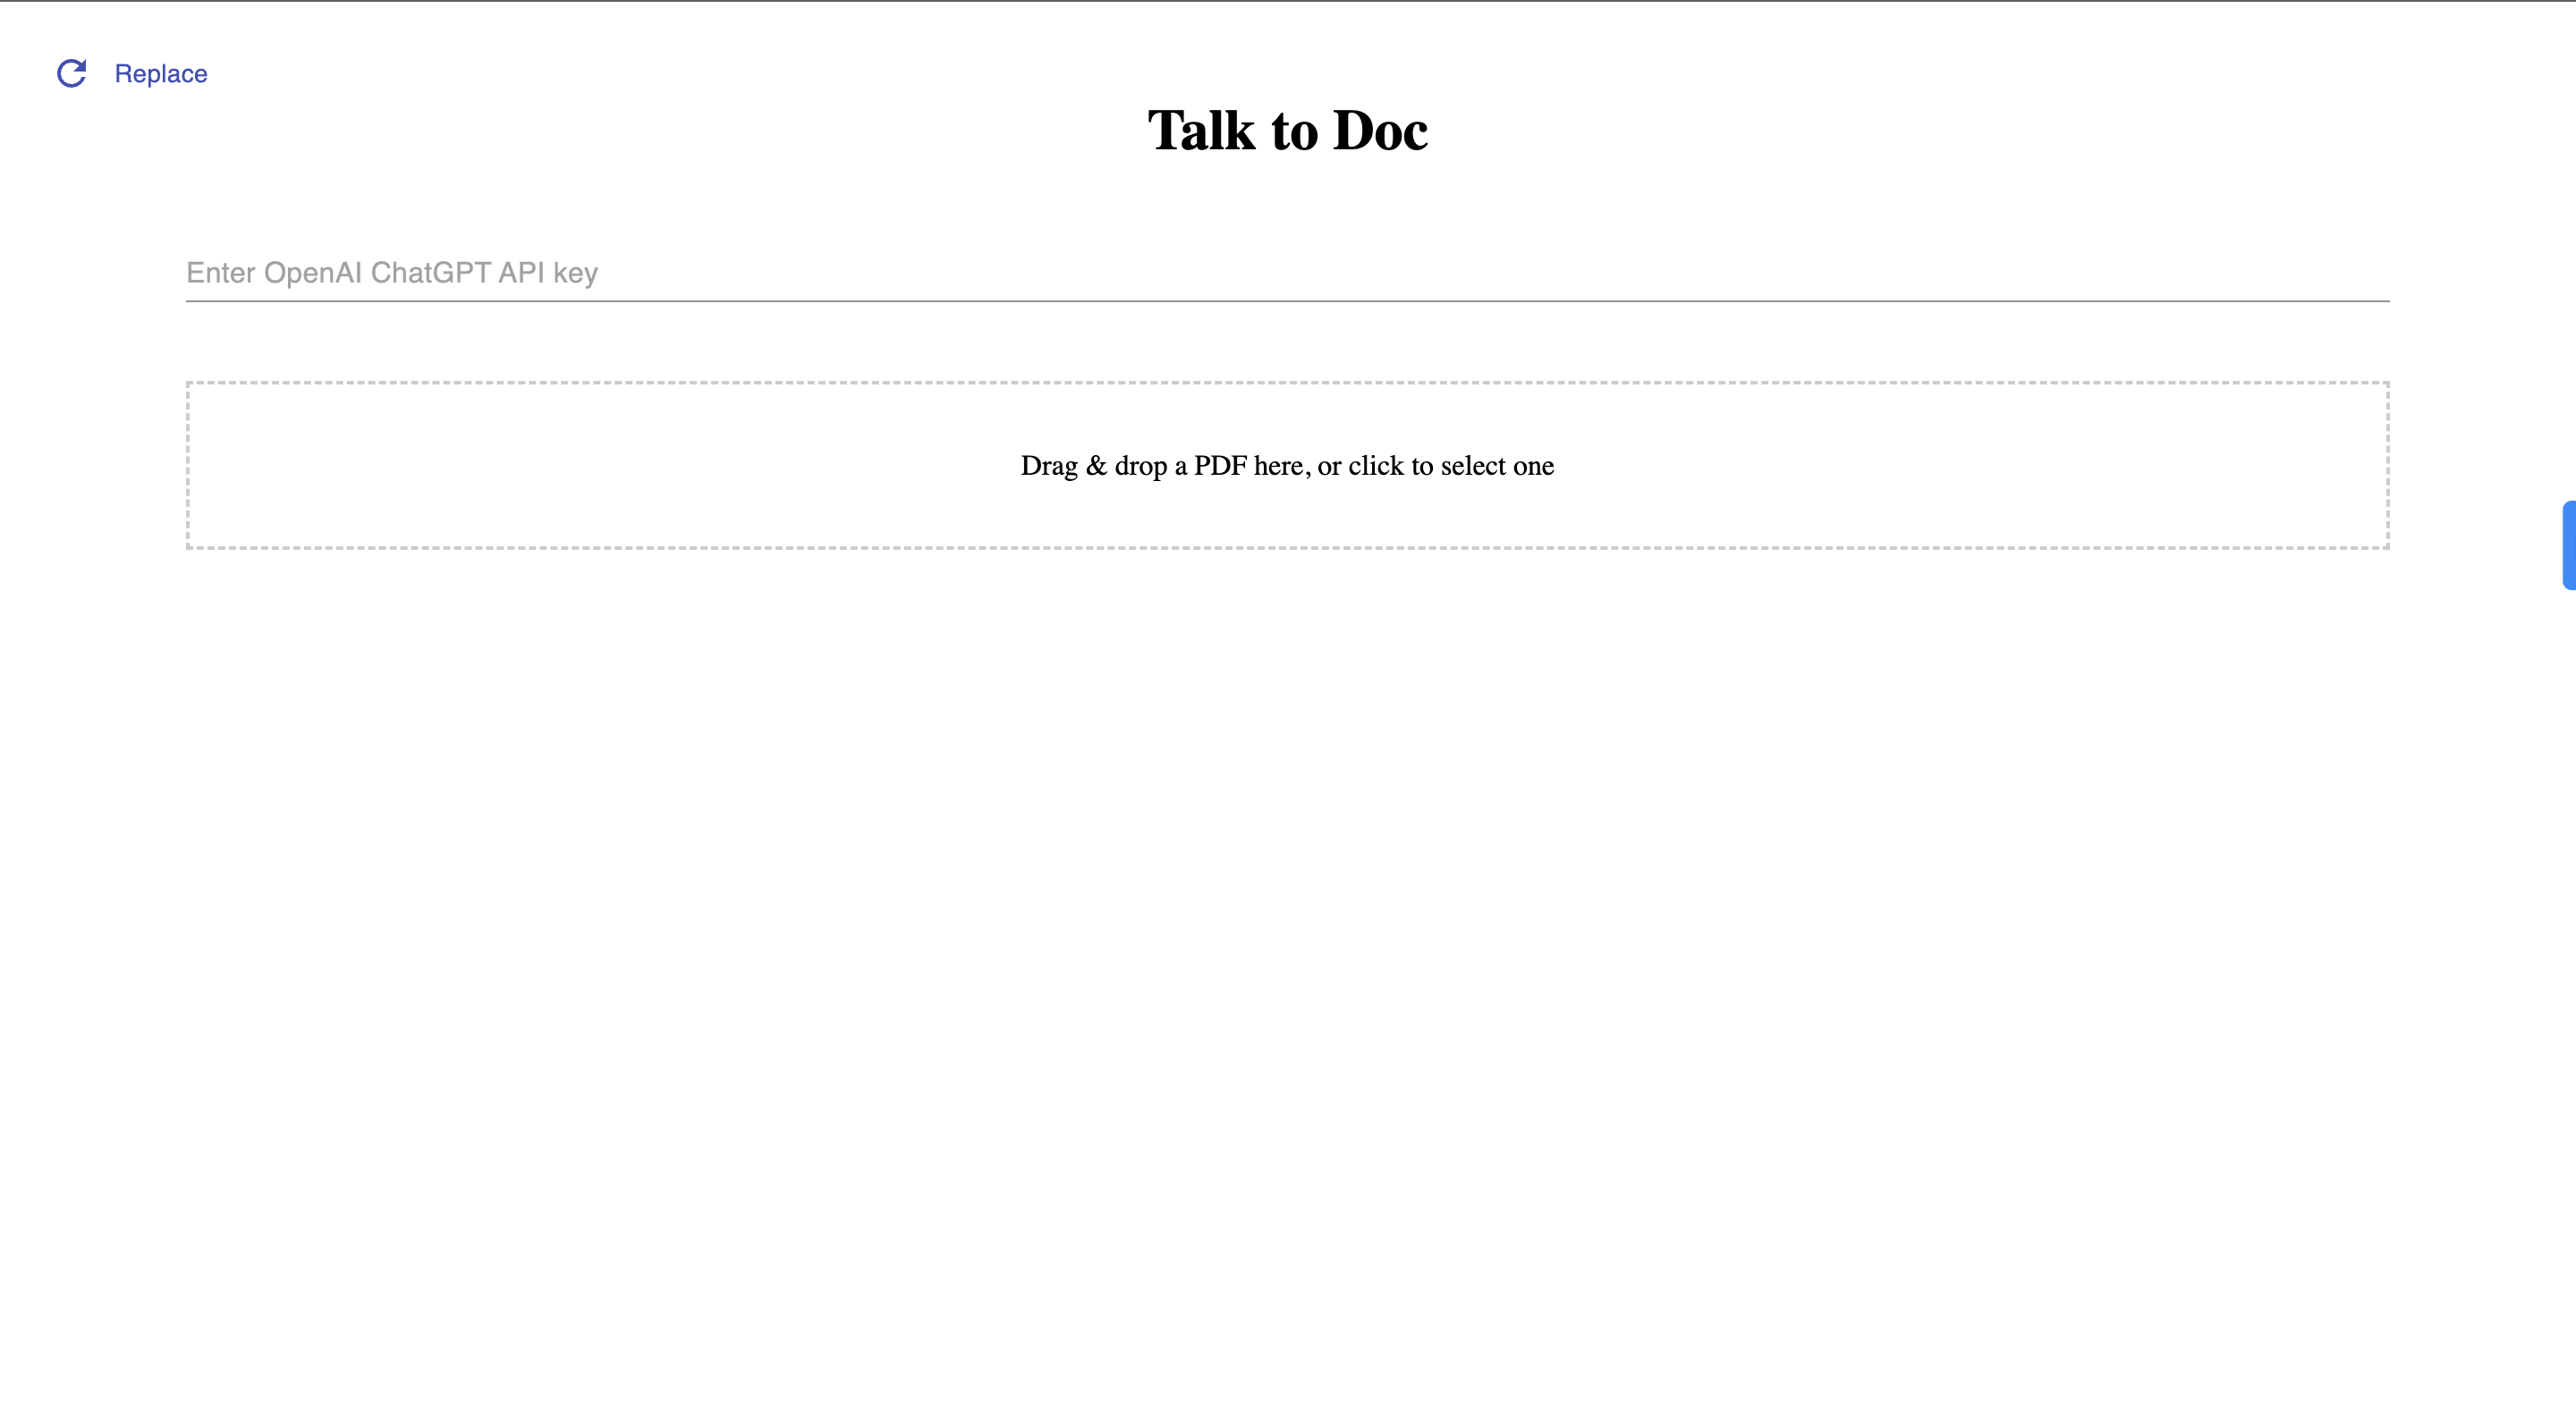 Replace
Talk to Doc
Enter OpenAI ChatGPT API key
Drag & drop a PDF here, or click to select one